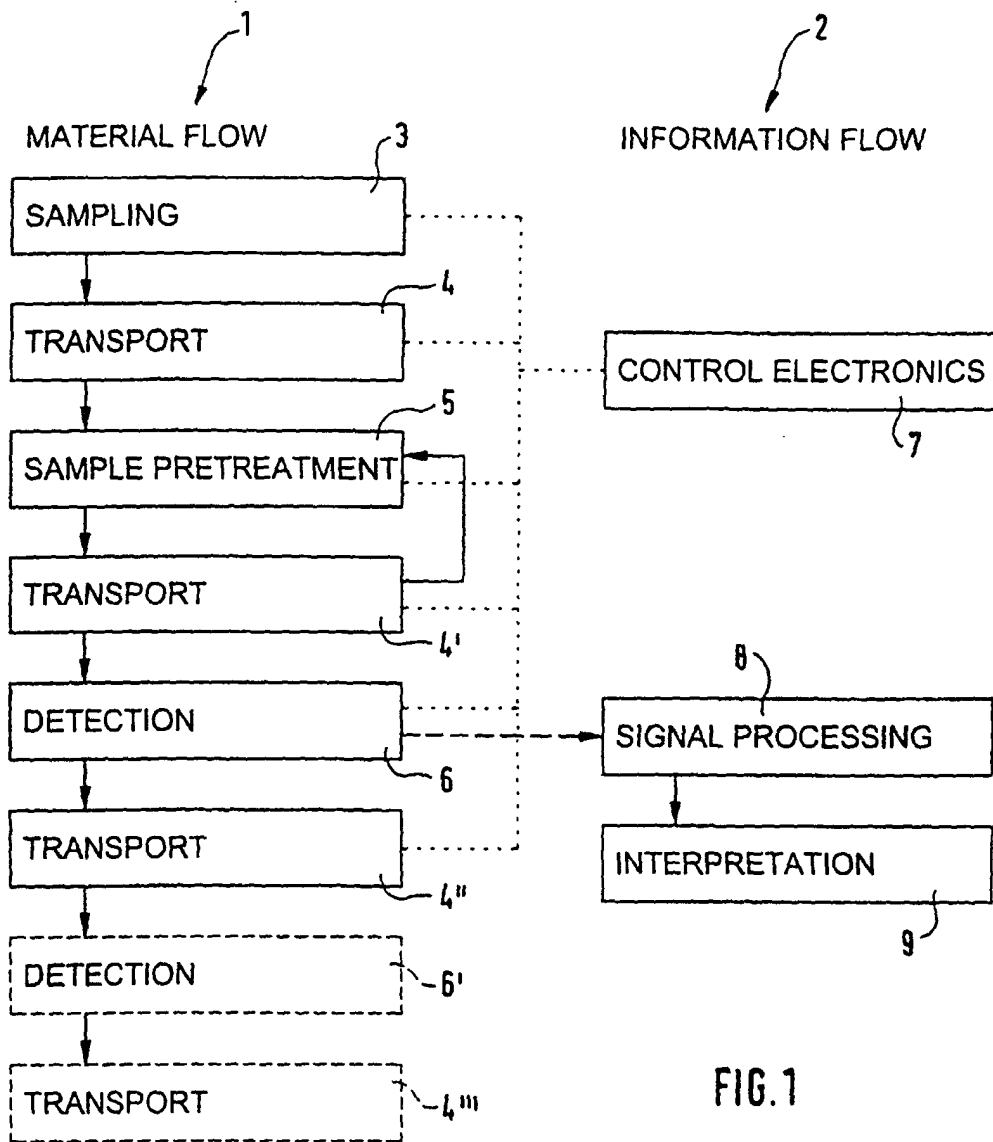 1
2
MATERIAL FLOW
INFORMATION FLOW
3
SAMPLING
4
TRANSPORT
CONTROL ELECTRONICS
7
5
SAMPLE PRETREATMENT
TRANSPORT
4'
8
DETECTION
SIGNAL PROCESSING
6
TRANSPORT
INTERPRETATION
4"
9
DETECTION
6'
TRANSPORT
4'''
FIG.1